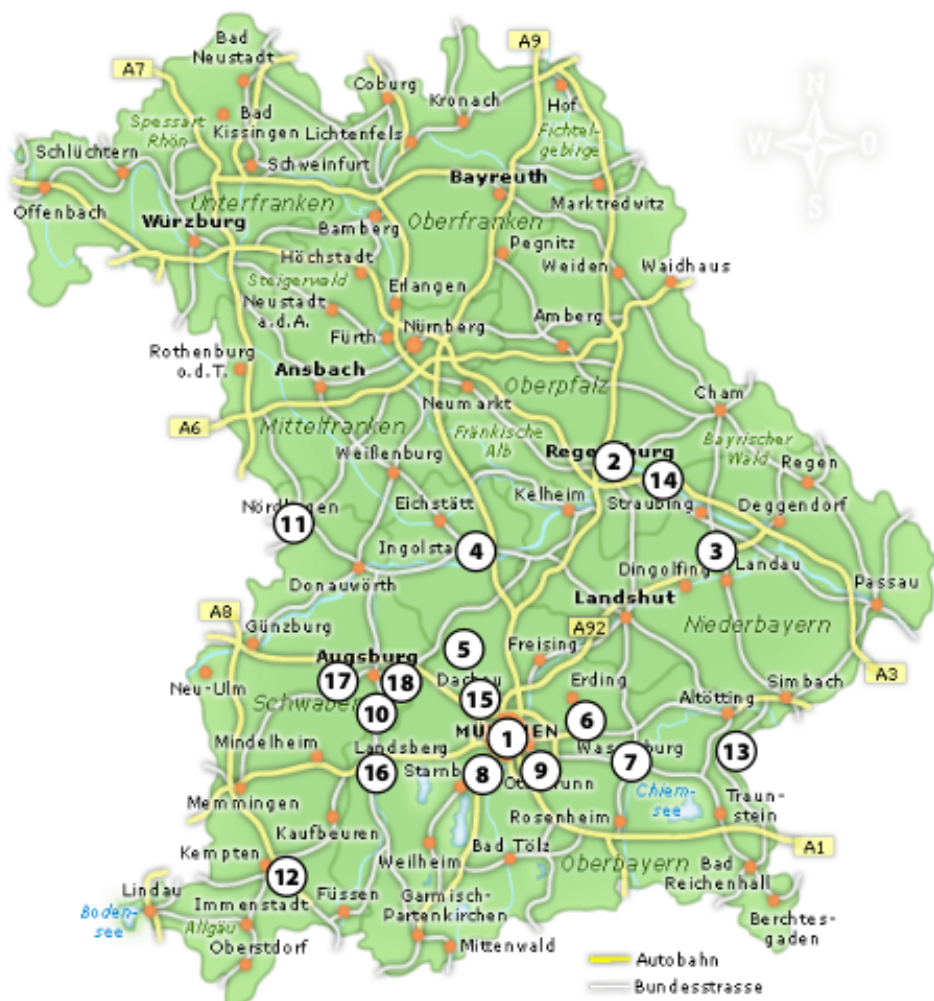 Bad
Neustadt
A9
A7
Coburg
Kronach
Hof
N
W
O
S
Spessart
Rhön
Bad
Kissingen
Lichtenfels
Fichtel-
gebirge
Schlüchtern
Schweinfurt
Bayreuth
Offenbach
Unterfranken
Marktredwitz
Würzburg
Bamberg
Oberfranken
Pegnitz
Höchstadt
Weiden
Waidhaus
Steigerwald
Neustadt
a.d.A.
Erlangen
Amberg
Fürth
Nürnberg
Rothenburg
o.d.T.
Ansbach
Oberpfalz
Neumarkt
Cham
A6
Mittelfranken
Fränkische
Alb
Bayrischer
Wald
Weißenburg
2
Regen
14
Kelheim
Straubing
Deggendorf
Eichstätt
11
4
3
Donauwörth
Dingolfing
Landau
Passau
Landshut
A8
Günzburg
A92
Niederbayern
Freising
5
Augsburg
A3
Neu-Ulm
17
18
Dachau
Erding
Altötting
Simbach
15
10
6
1
Mindelheim
Landsberg
7
13
16
8
9
Chiem-
see
Memmingen
Traun-
stein
Kaufbeuren
Rosenheim
Kempten
Weilheim
Bad Tölz
A1
Oberbayern
Bad
Reichenhall
12
Lindau
Füssen
Garmisch-
Partenkirchen
Immenstadt
Boden-
see
Allgäu
Berchtes-
gaden
Oberstdorf
Mittenwald
Autobahn
Bundesstrasse